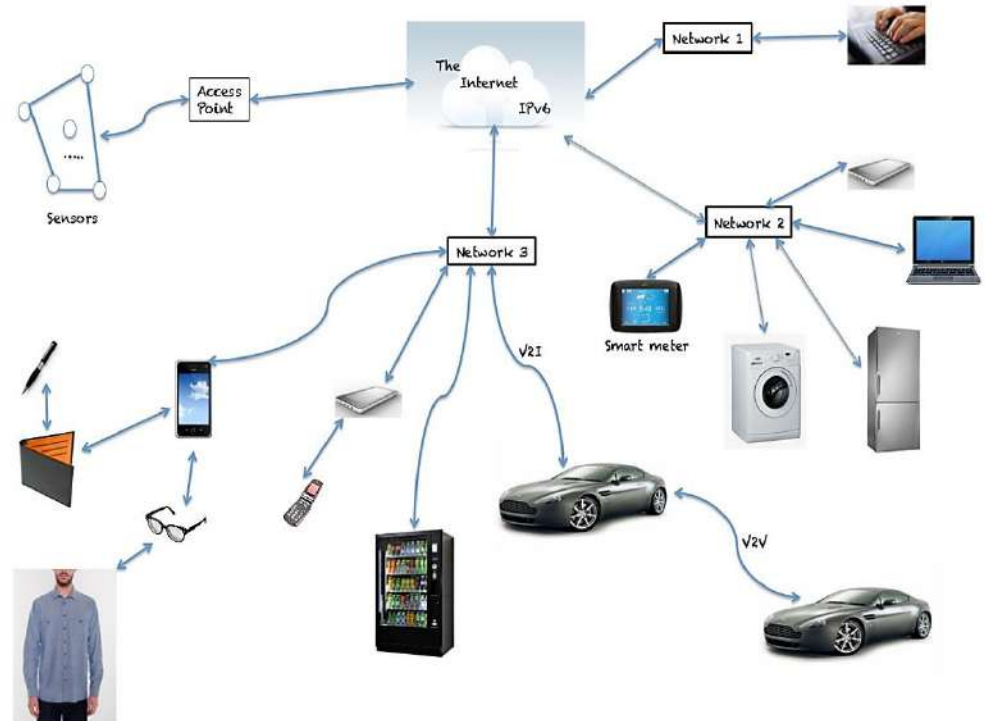 The
Internet
IPv6
Network 1
Access
Point
.....
Sensors
Network 2
Network 3
Smart meter
V2I
V2V